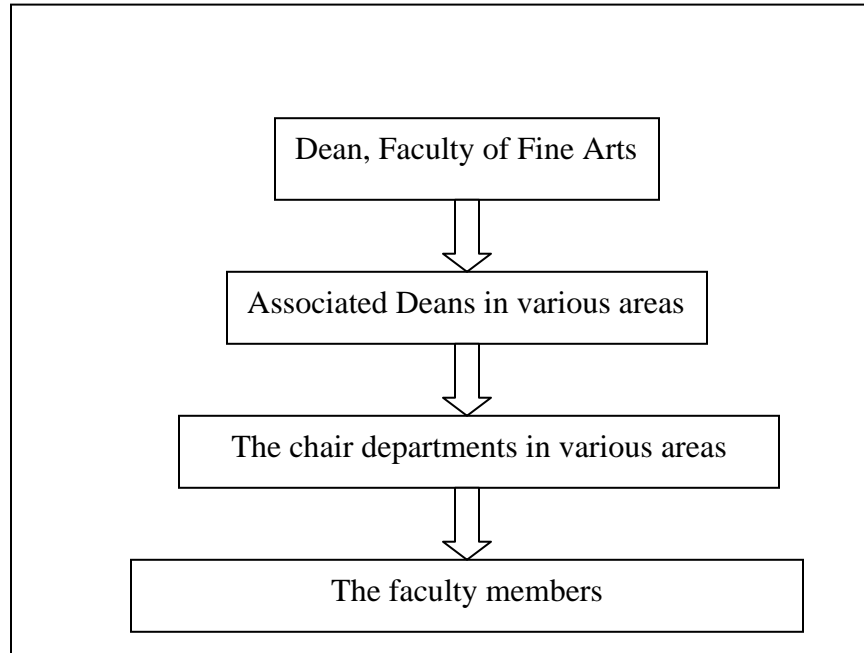 Dean, Faculty of Fine Arts
Associated Deans in various areas
The chair departments in various areas
The faculty members